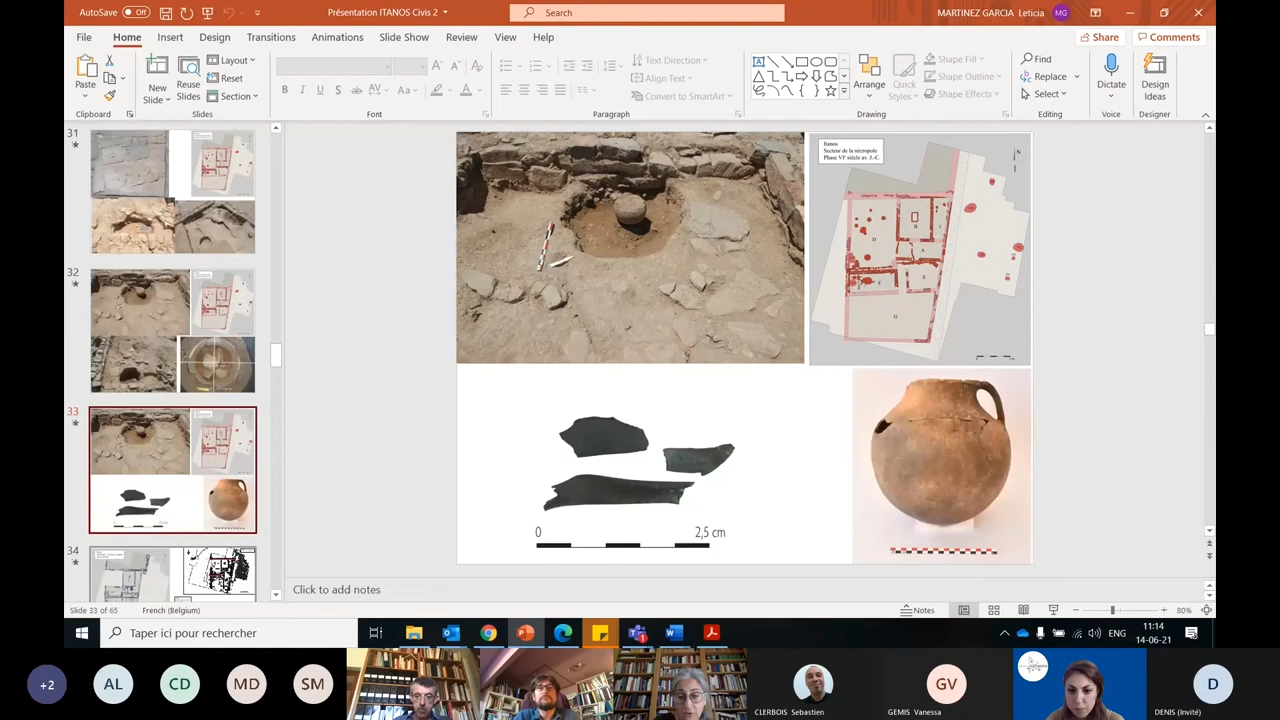 AutoSave Off
Présentation ITANOS Civis 2
Search
MARTINEZ GARCIA Leticia
MG
File Home Insert Design Transitions Animations Slide Show Review View Help
Share Comments
Paste
New Slide
Reuse Slides
Layout
Reset
Section
B I U S ab AV Aa A
Text Direction
Align Text
Convert to SmartArt
Arrange
Quick Styles
Shape Fill
Shape Outline
Shape Effects
Find
Replace
Select
Dictate
Design Ideas
Clipboard Slides Font Paragraph Drawing Editing Voice Designer
31
32
33
34
Itanos
Secteur de la nécropole
Phase VIe siècle av. J.-C.
N
D
B
C
A
E
F
G
0 2,5 cm
Click to add notes
Slide 33 of 65
French (Belgium)
Notes
80%
Taper ici pour rechercher
ENG
11:14
14-06-21
+2
AL
CD
MD
SM
CLERBOIS Sebastien
GV
GEMIS Vanessa
D
DENIS (Invité)